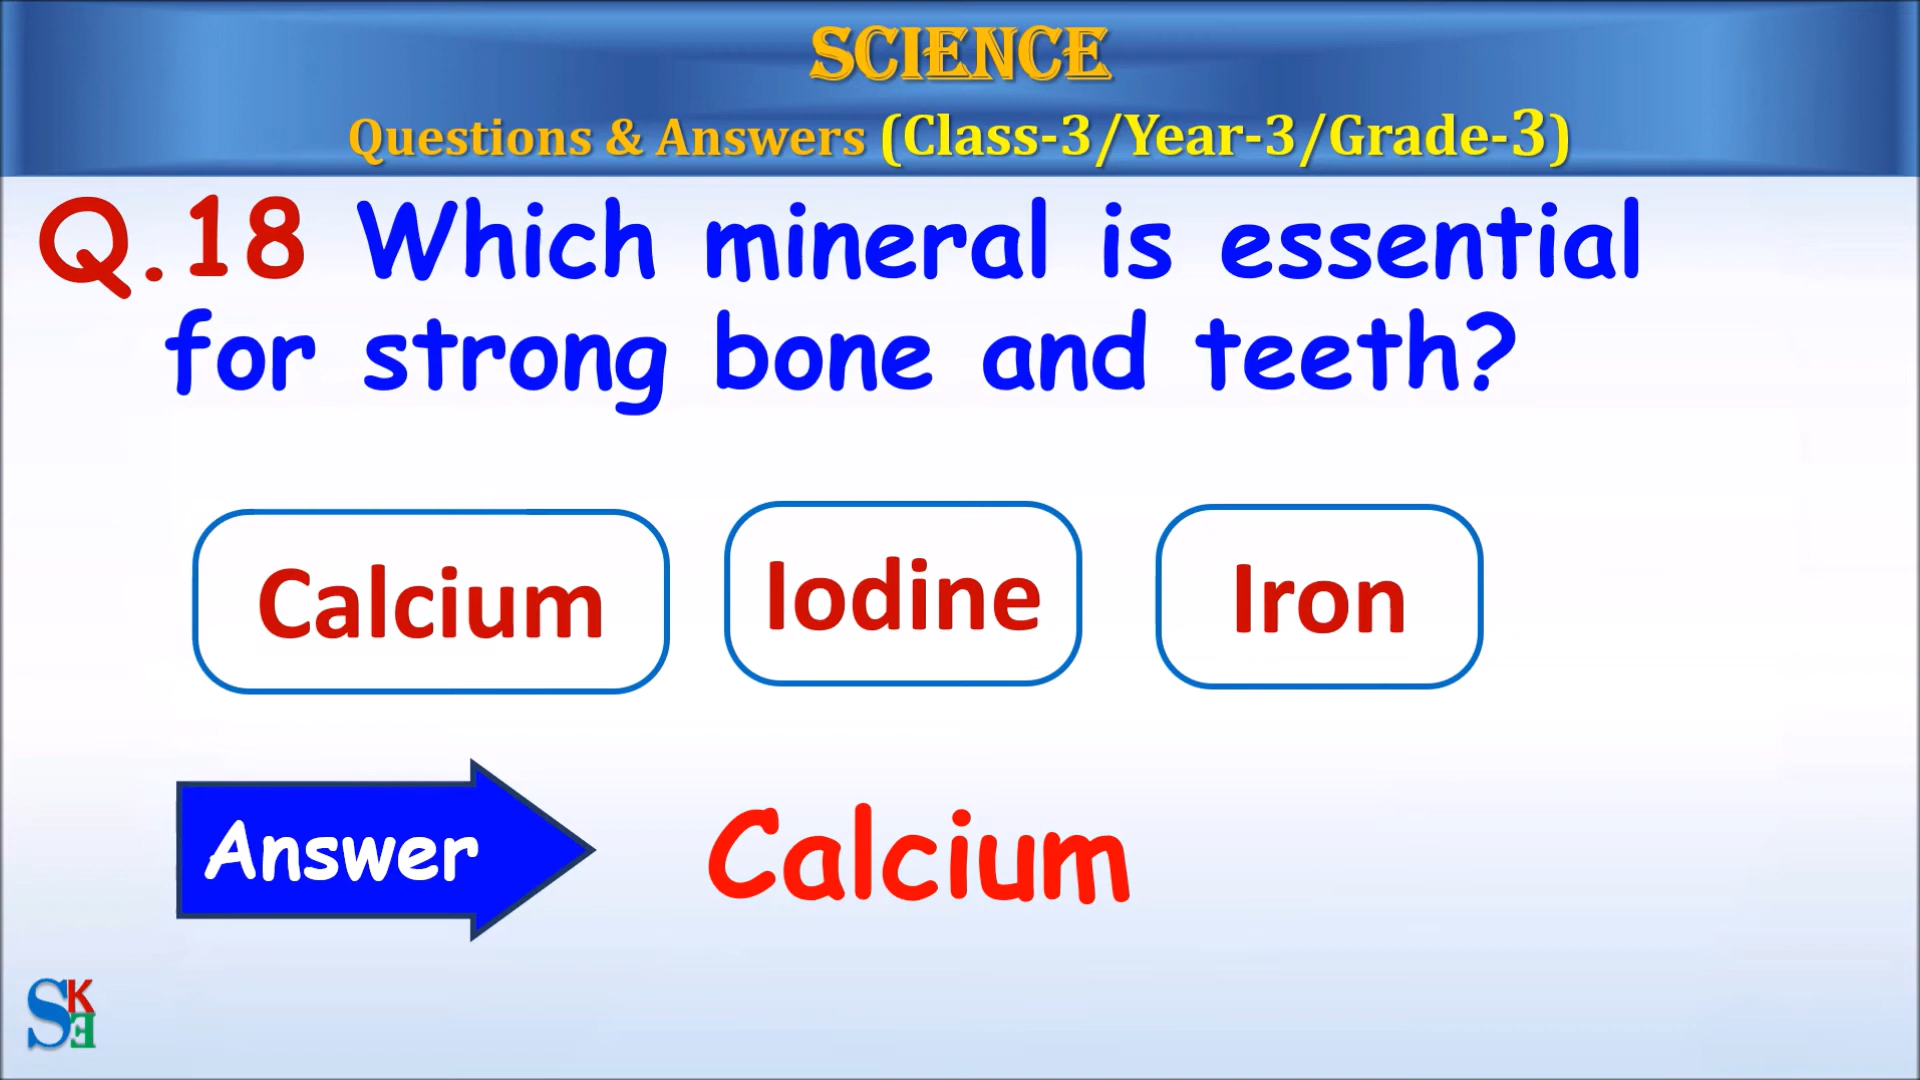 SCIENCE
Questions & Answers (Class-3/Year-3/Grade-3)
Q.18 Which mineral is essential
for strong bone and teeth?
Calcium Iodine Iron
Answer Calcium
SKE